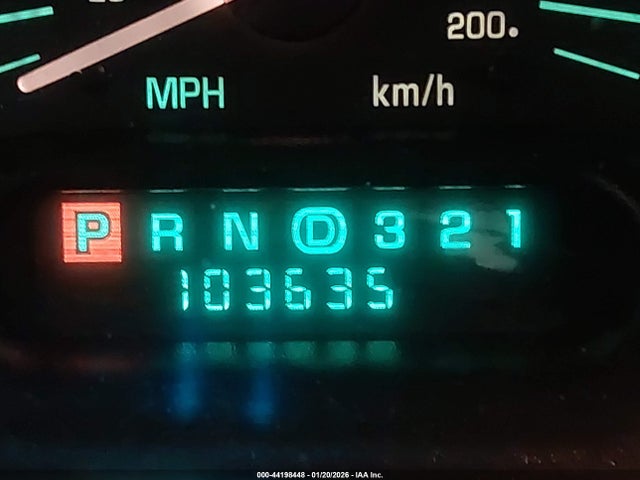 200.
MPH km/h
P R N D 3 2 1
103635
000-44198448 - 01/20/2026 - IAA Inc.